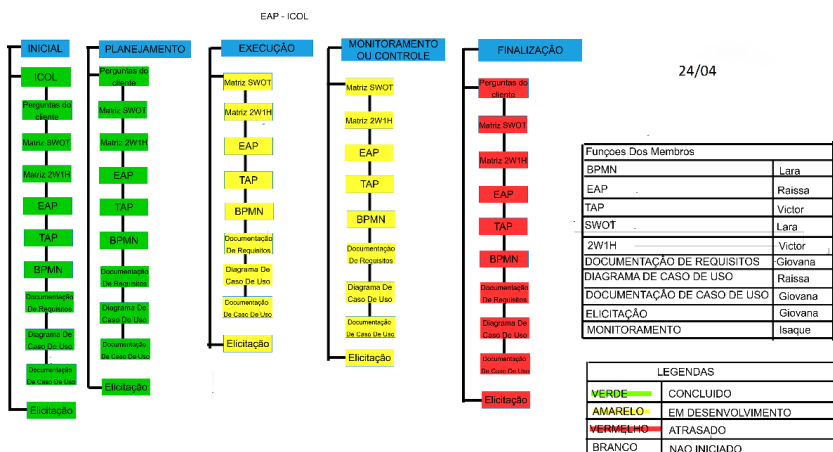 EAP - ICOL
INICIAL
ICOL
Perguntas do
cliente
Matriz SWOT
Matriz 2W1H
EAP
TAP
BPMN
Documentação
De Requisitos
Diagrama De
Caso De Uso
Documentação
De Caso De Uso
Elicitação
PLANEJAMENTO
Perguntas do
cliente
Matriz SWOT
Matriz 2W1H
EAP
TAP
BPMN
Documentação
De Requisitos
Diagrama De
Caso De Uso
Documentação
De Caso De Uso
Elicitação
EXECUÇÃO
Matriz SWOT
Matriz 2W1H
EAP
TAP
BPMN
Documentação
De Requisitos
Diagrama De
Caso De Uso
Documentação
De Caso De Uso
Elicitação
MONITORAMENTO
OU CONTROLE
Matriz SWOT
Matriz 2W1H
EAP
TAP
BPMN
Documentação
De Requisitos
Diagrama De
Caso De Uso
Documentação
De Caso De Uso
Elicitação
FINALIZAÇÃO
Perguntas do
cliente
Matriz SWOT
Matriz 2W1H
EAP
TAP
BPMN
Documentação
De Requisitos
Diagrama De
Caso De Uso
Documentação
De Caso De Uso
Elicitação
24/04
Funçoes Dos Membros
BPMN Lara
EAP Raissa
TAP Victor
SWOT Lara
2W1H Victor
DOCUMENTAÇÃO DE REQUISITOS Giovana
DIAGRAMA DE CASO DE USO Raissa
DOCUMENTAÇÃO DE CASO DE USO Giovana
ELICITAÇÃO Giovana
MONITORAMENTO Isaque
LEGENDAS
VERDE CONCLUIDO
AMARELO EM DESENVOLVIMENTO
VERMELHO ATRASADO
BRANCO NAO INICIADO